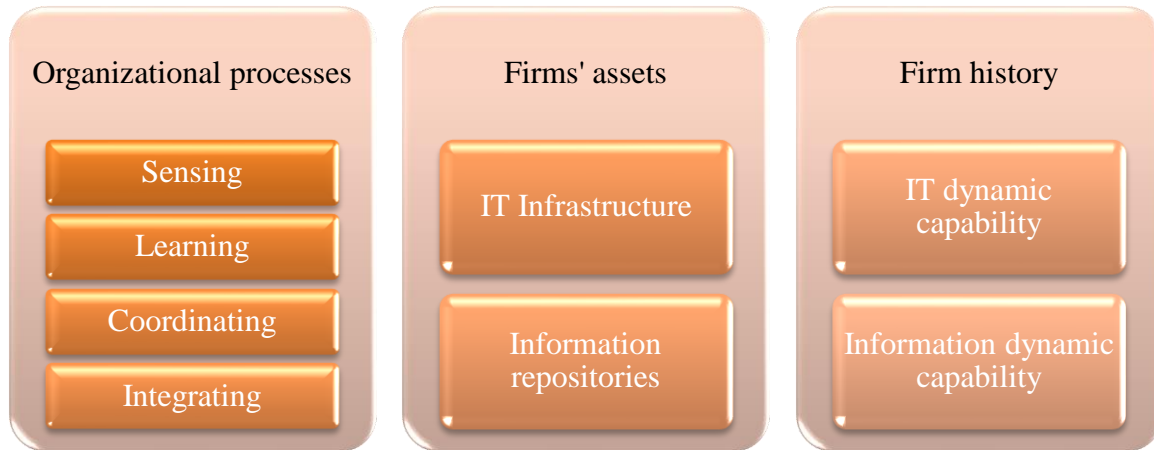 Organizational processes
Sensing
Learning
Coordinating
Integrating
Firms' assets
IT Infrastructure
Information
repositories
Firm history
IT dynamic
capability
Information dynamic
capability